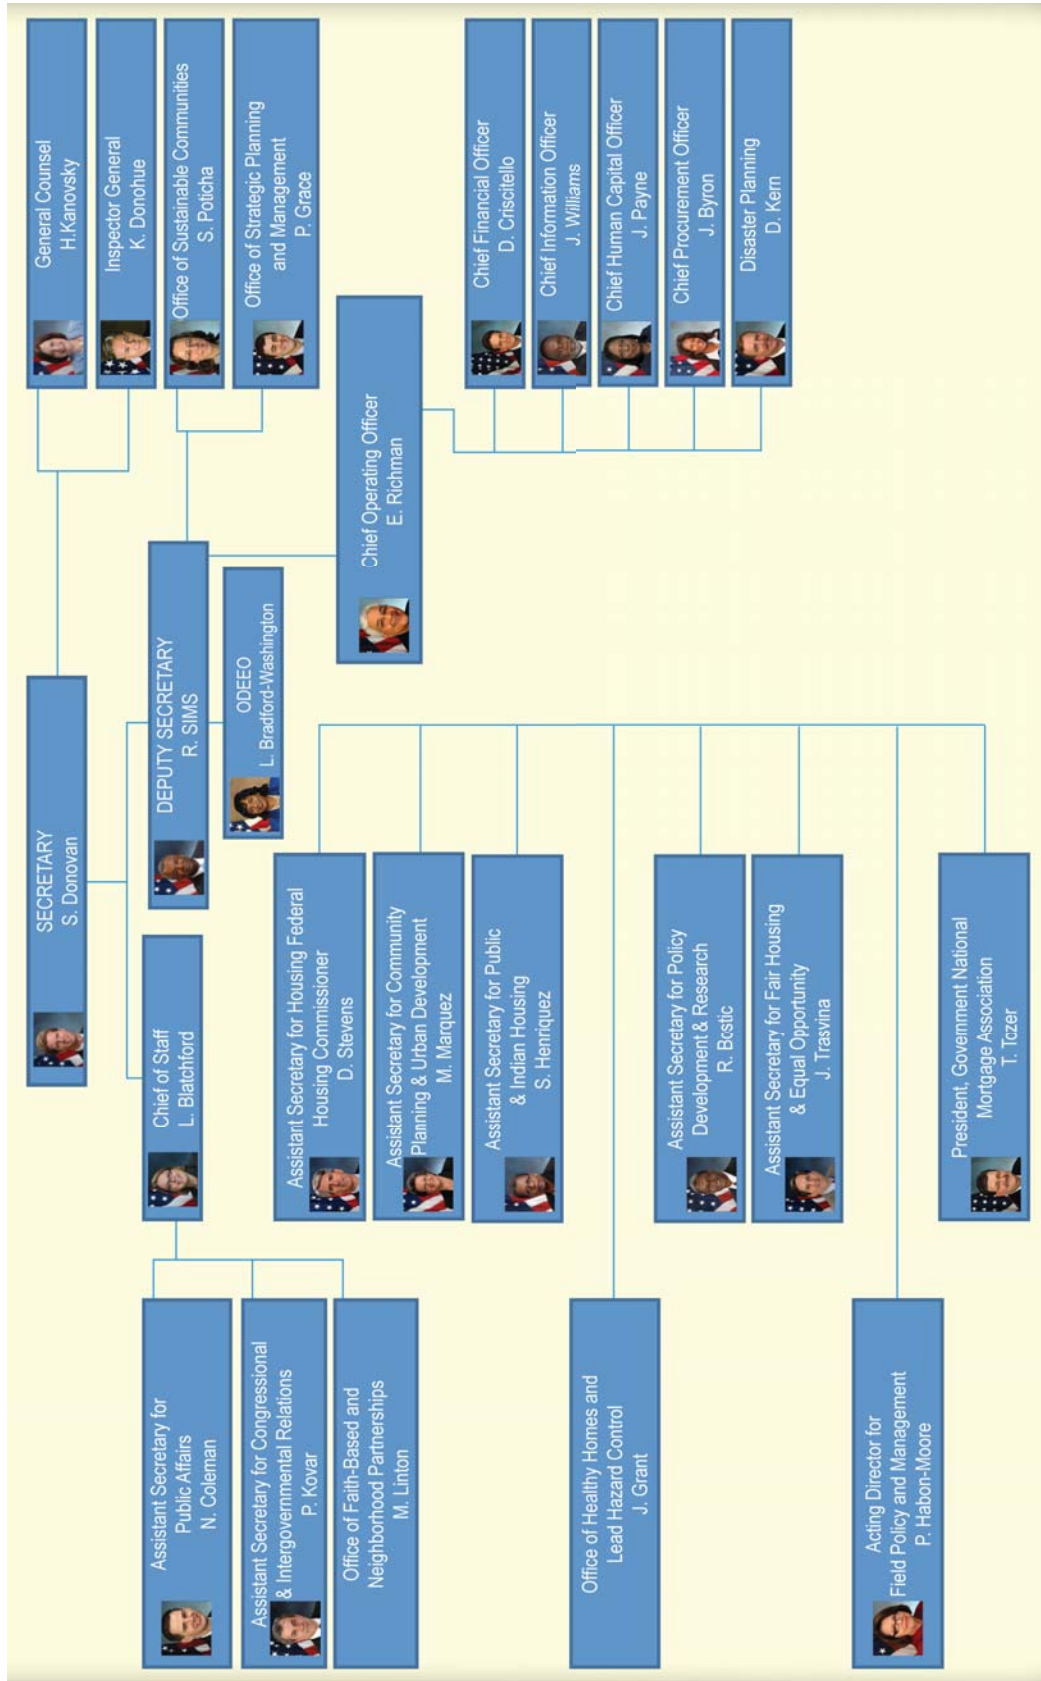 SECRETARY
S. Donovan
General Counsel
H.Kanovsky
Inspector General
K. Donohue
Chief of Staff
L. Blatchford
DEPUTY SECRETARY
R. SIMS
Office of Sustainable Communities
S. Poticha
Office of Strategic Planning
and Management
P. Grace
ODEEO
L. Bradford-Washington
Assistant Secretary for
Public Affairs
N. Coleman
Assistant Secretary for Congressional
& Intergovernmental Relations
P. Kovar
Office of Faith-Based and
Neighborhood Partnerships
M. Linton
Assistant Secretary for Housing Federal
Housing Commissioner
D. Stevens
Assistant Secretary for Community
Planning & Urban Development
M. Marquez
Assistant Secretary for Public
& Indian Housing
S. Henriquez
Chief Operating Officer
E. Richman
Chief Financial Officer
D. Criscitello
Chief Information Officer
J. Williams
Chief Human Capital Officer
J. Payne
Chief Procurement Officer
J. Byron
Disaster Planning
D. Kern
Office of Healthy Homes and
Lead Hazard Control
J. Grant
Assistant Secretary for Policy
Development & Research
R. Bostic
Assistant Secretary for Fair Housing
& Equal Opportunity
J. Trasvina
Acting Director for
Field Policy and Management
P. Habon-Moore
President, Government National
Mortgage Association
T. Tozer